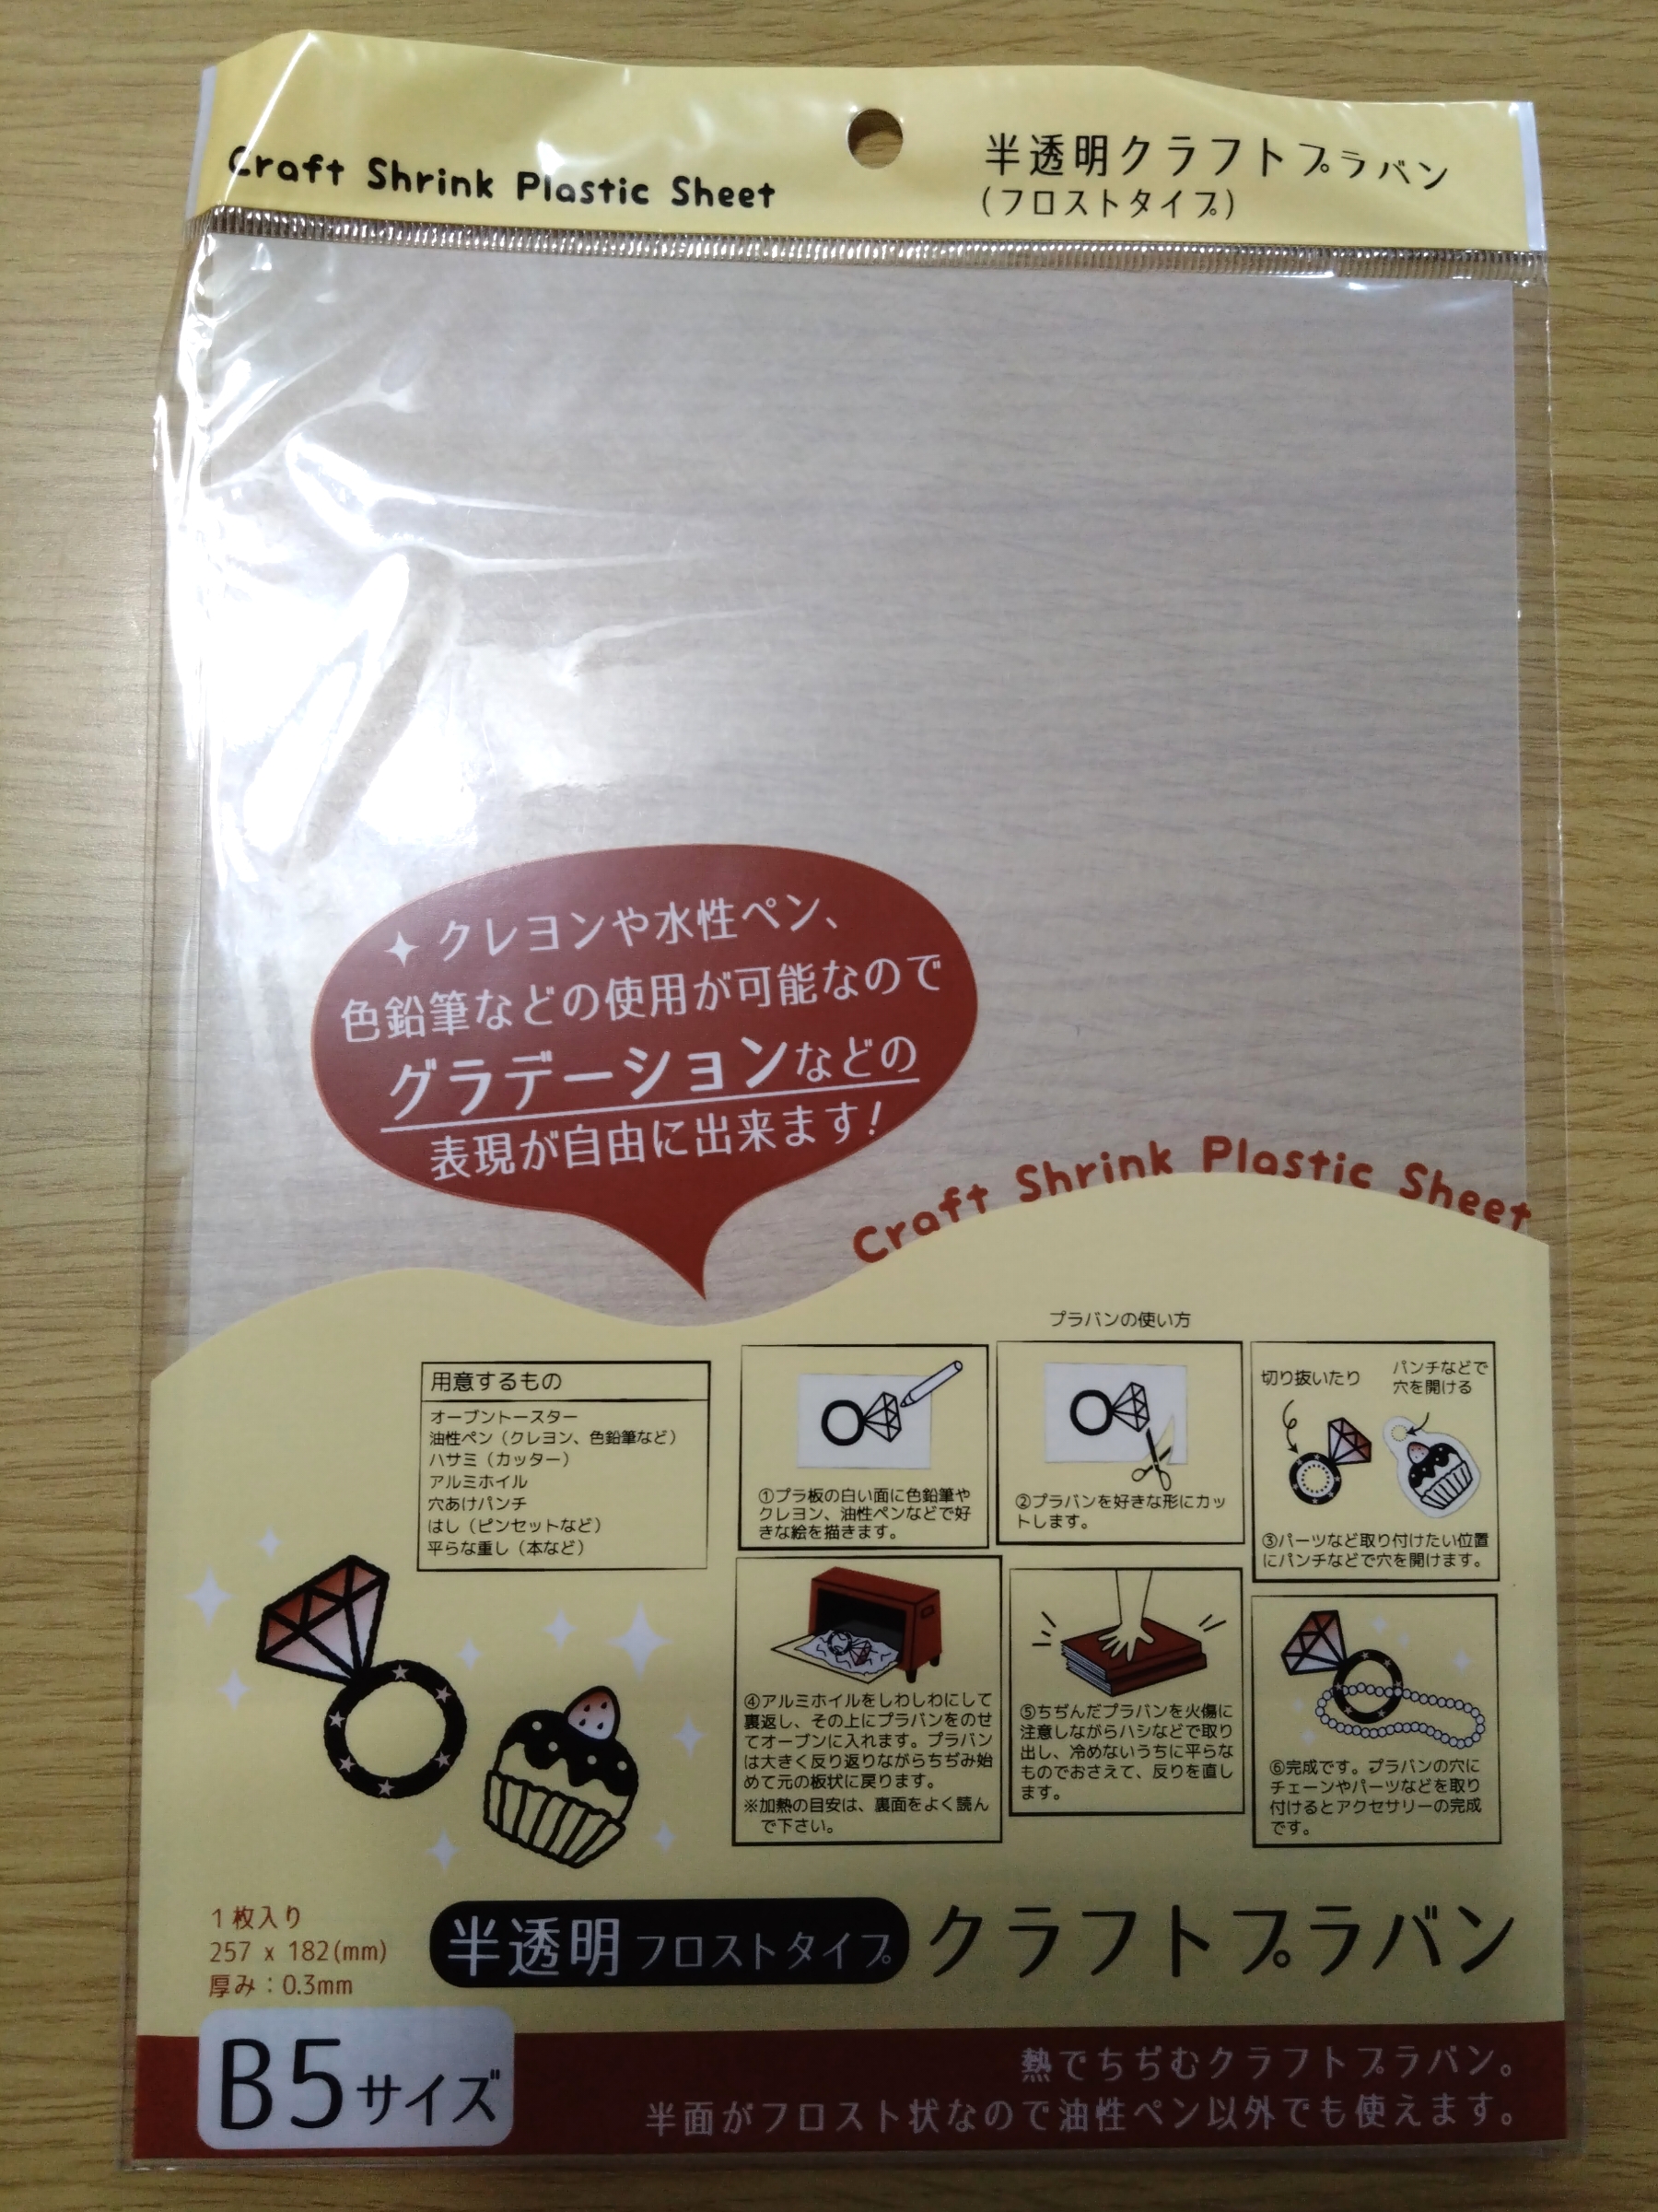 Craft Shrink Plastic Sheet
半透明クラフトプラバン
(フロストタイプ)
クレヨンや水性ペン、
色鉛筆などの使用が可能なので
グラデーションなどの
表現が自由に出来ます!
Craft Shrink Plastic Sheet
用意するもの
オーブントースター
油性ペン（クレヨン、色鉛筆など）
ハサミ（カッター）
アルミホイル
穴あけパンチ
はし（ピンセットなど）
平らな重し（本など）
プラバンの使い方
①プラ板の白い面に色鉛筆や
クレヨン、油性ペンなどで好
きな絵を描きます。
②プラバンを好きな形にカッ
トします。
切り抜いたり
パンチなどで
穴を開ける
③パーツなど取り付けたい位置
にパンチなどで穴を開けます。
④アルミホイルをしわしわにして
裏返し、その上にプラバンをのせ
てオーブンに入れます。プラバン
は大きく反り返りながらちぢみ始
めて元の板状に戻ります。
※加熱の目安は、裏面をよく読ん
で下さい。
⑤ちぢんだプラバンを火傷に
注意しながらハシなどで取り
出し、冷めないうちに平らな
ものでおさえて、反りを直し
ます。
⑥完成です。プラバンの穴に
チェーンやパーツなどを取り
付けるとアクセサリーの完成
です。
1枚入り
257 x 182(mm)
厚み：0.3mm
半透明 フロストタイプ クラフトプラバン
B5サイズ
熱でちぢむクラフトプラバン。
半面がフロスト状なので油性ペン以外でも使えます。